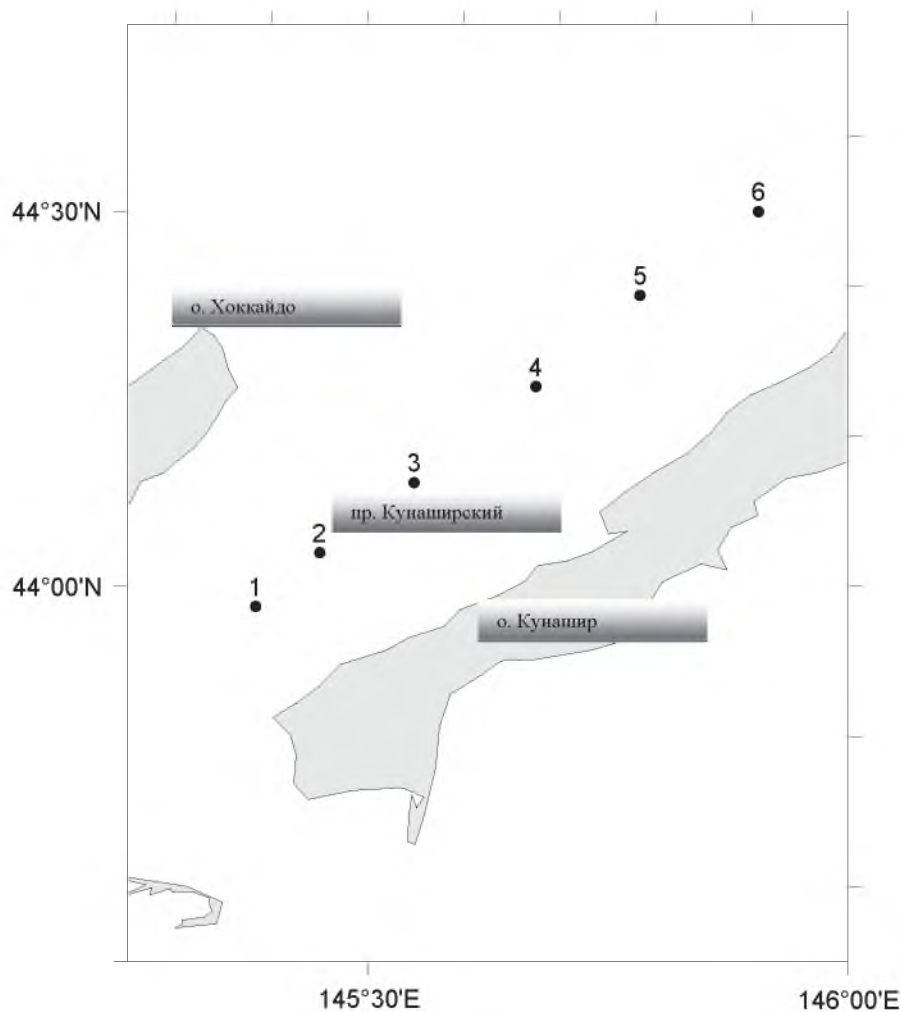 6
44°30'N
5
о. Хоккайдо
4
3
пр. Кунаширский
2
44°00'N
1
о. Кунашир
145°30'E
146°00'E